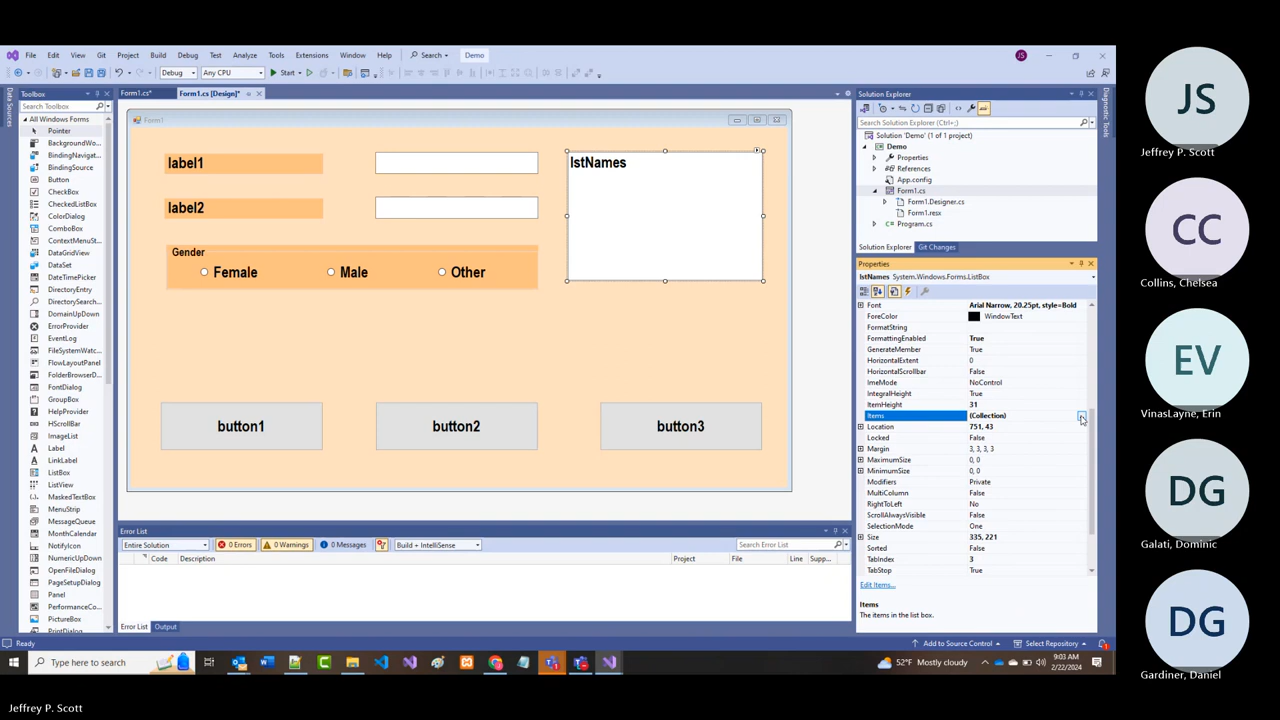 File Edit View Git Project Build Debug Test Analyze Tools Extensions Window Help Search Demo JS
Debug Any CPU Start
Data Sources
Toolbox
Search Toolbox
All Windows Forms
Pointer
BackgroundWo...
BindingNavigat...
BindingSource
Button
CheckBox
CheckedListBox
ColorDialog
ComboBox
ContextMenuSt...
DataGridView
DataSet
DateTimePicker
DirectoryEntry
DirectorySearch...
DomainUpDown
ErrorProvider
EventLog
FileSystemWatc...
FlowLayoutPanel
FolderBrowserD...
FontDialog
GroupBox
HelpProvider
HScrollBar
ImageList
Label
LinkLabel
ListBox
ListView
MaskedTextBox
MenuStrip
MessageQueue
MonthCalendar
NotifyIcon
NumericUpDown
OpenFileDialog
PageSetupDialog
Panel
PerformanceCo...
PictureBox
PrintDialog
Form1.cs* Form1.cs [Design]*
Form1
label1
label2
Gender
Female Male Other
lstNames
button1 button2 button3
Error List
Entire Solution 0 Errors 0 Warnings 0 Messages Build + IntelliSense Search Error List
Code Description Project File Line Supp...
Error List Output
Solution Explorer
Search Solution Explorer (Ctrl+;)
Solution 'Demo' (1 of 1 project)
Demo
Properties
References
App.config
Form1.cs
Form1.Designer.cs
Form1.resx
Program.cs
Solution Explorer Git Changes
Diagnostic Tools
Properties
lstNames System.Windows.Forms.ListBox
Font Arial Narrow, 20.25pt, style=Bold
ForeColor WindowText
FormatString
FormattingEnabled True
GenerateMember True
HorizontalExtent 0
HorizontalScrollbar False
ImeMode NoControl
IntegralHeight True
ItemHeight 31
Items (Collection)
Location 751, 43
Locked False
Margin 3, 3, 3, 3
MaximumSize 0, 0
MinimumSize 0, 0
Modifiers Private
MultiColumn False
RightToLeft No
ScrollAlwaysVisible False
SelectionMode One
Size 335, 221
Sorted False
TabIndex 3
TabStop True
Edit Items...
Items
The items in the list box.
Ready Add to Source Control Select Repository
Type here to search 52°F Mostly cloudy 9:03 AM
2/22/2024
JS
Jeffrey P. Scott
CC
Collins, Chelsea
EV
VinasLayne, Erin
DG
Galati, Dominic
DG
Gardiner, Daniel
Jeffrey P. Scott